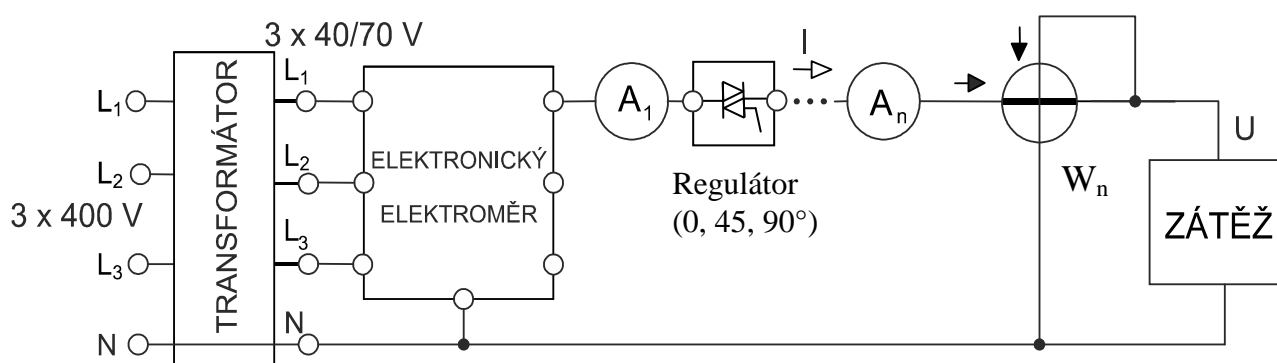 3 x 40/70 V
L₁
L₂
3 x 400 V
L₃
N
TRANSFORMÁTOR
L₁
L₂
L₃
N
ELEKTRONICKÝ
ELEKTROMĚR
A₁
Regulátor
(0, 45, 90°)
I
Aₙ
Wₙ
U
ZÁTĚŽ